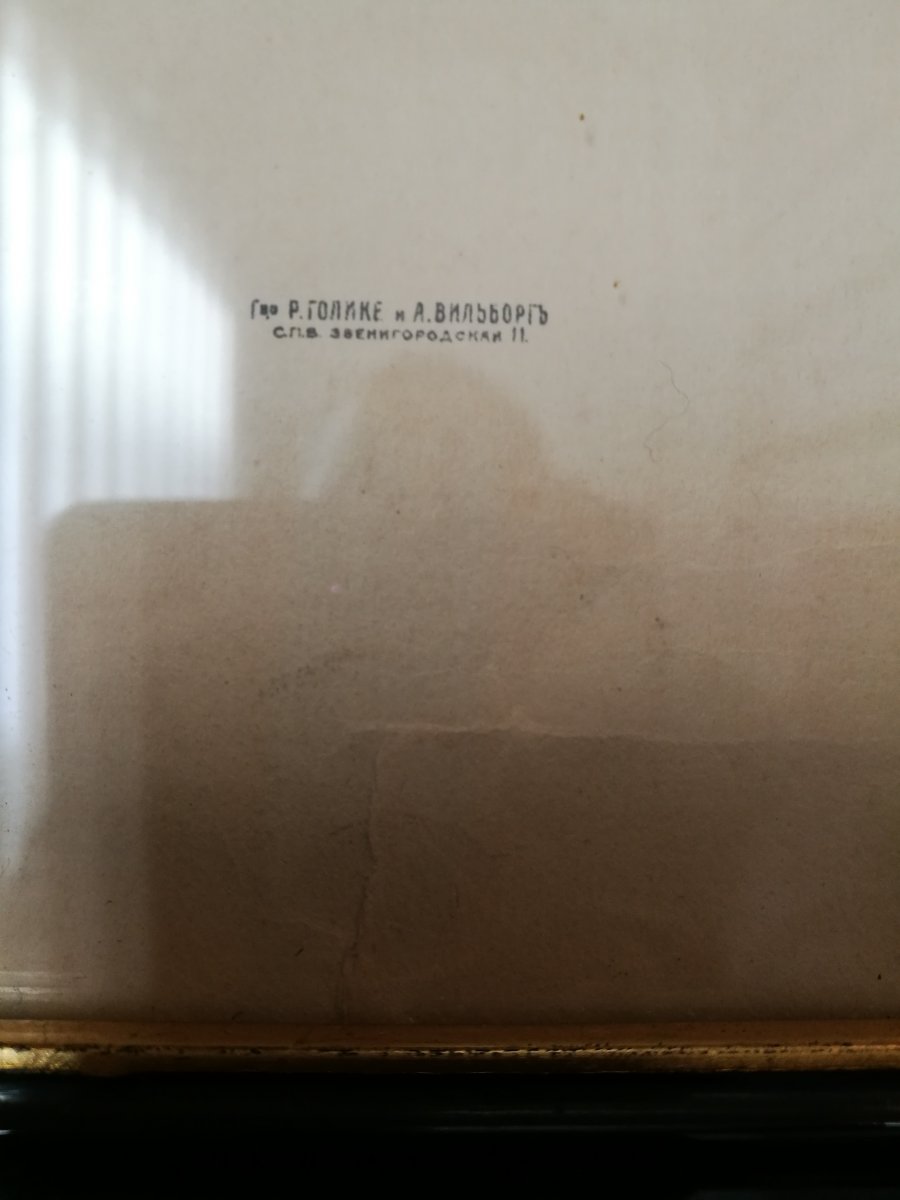 Т-во Р. ГОЛИКЕ и А. ВИЛЬБОРГЪ
С.П.Б. ЗВЕНИГОРОДСКАЯ 11.